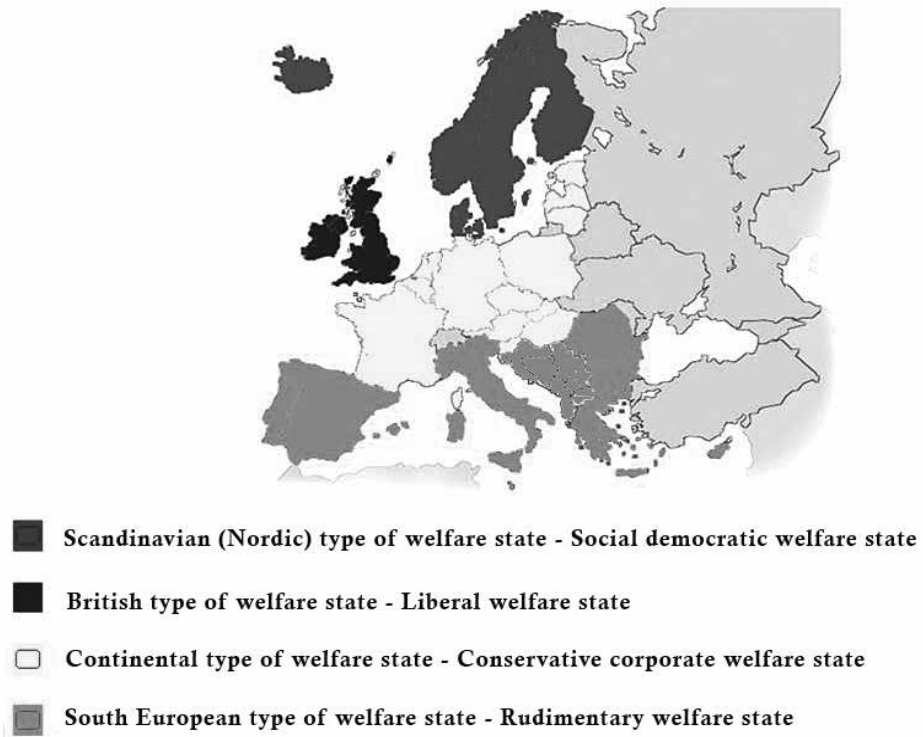 Scandinavian (Nordic) type of welfare state - Social democratic welfare state
British type of welfare state - Liberal welfare state
Continental type of welfare state - Conservative corporate welfare state
South European type of welfare state - Rudimentary welfare state